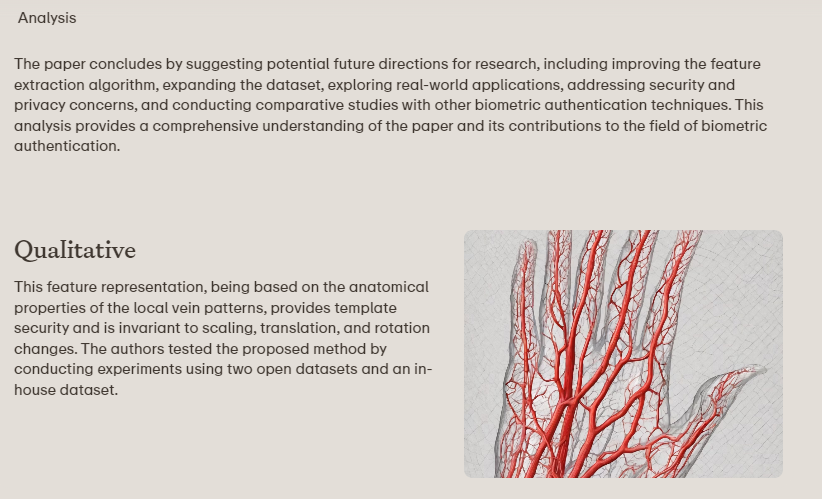 Analysis
The paper concludes by suggesting potential future directions for research, including improving the feature
extraction algorithm, expanding the dataset, exploring real-world applications, addressing security and
privacy concerns, and conducting comparative studies with other biometric authentication techniques. This
analysis provides a comprehensive understanding of the paper and its contributions to the field of biometric
authentication.
Qualitative
This feature representation, being based on the anatomical
properties of the local vein patterns, provides template
security and is invariant to scaling, translation, and rotation
changes. The authors tested the proposed method by
conducting experiments using two open datasets and an in-
house dataset.